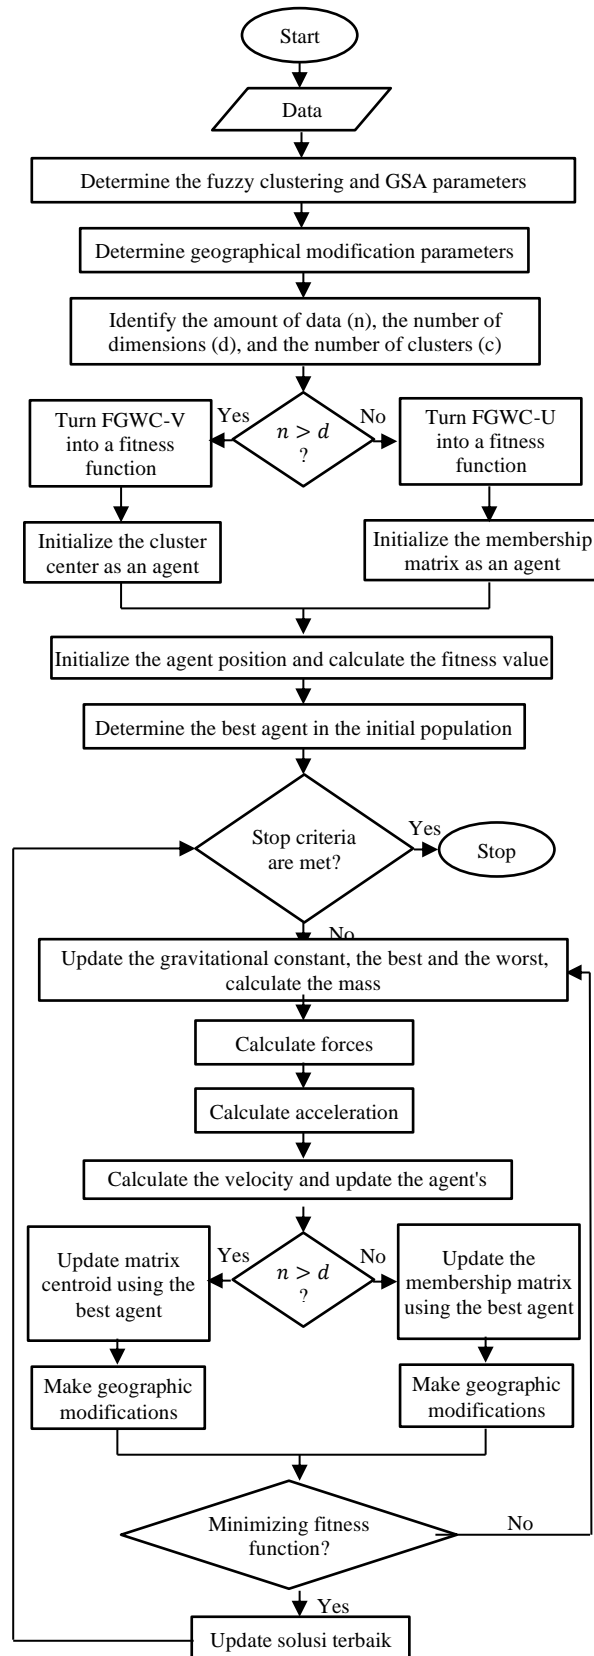 Start
Data
Determine the fuzzy clustering and GSA parameters
Determine geographical modification parameters
Identify the amount of data (n), the number of
dimensions (d), and the number of clusters (c)
Turn FGWC-V
into a fitness
function
Yes
n > d
?
No
Turn FGWC-U
into a fitness
function
Initialize the cluster
center as an agent
Initialize the membership
matrix as an agent
Initialize the agent position and calculate the fitness value
Determine the best agent in the initial population
Stop criteria
are met?
Yes
Stop
No
Update the gravitational constant, the best and the worst,
calculate the mass
Calculate forces
Calculate acceleration
Calculate the velocity and update the agent's
Update matrix
centroid using the
best agent
Yes
n > d
?
No
Update the
membership matrix
using the best agent
Make geographic
modifications
Make geographic
modifications
Minimizing fitness
function?
No
Yes
Update solusi terbaik